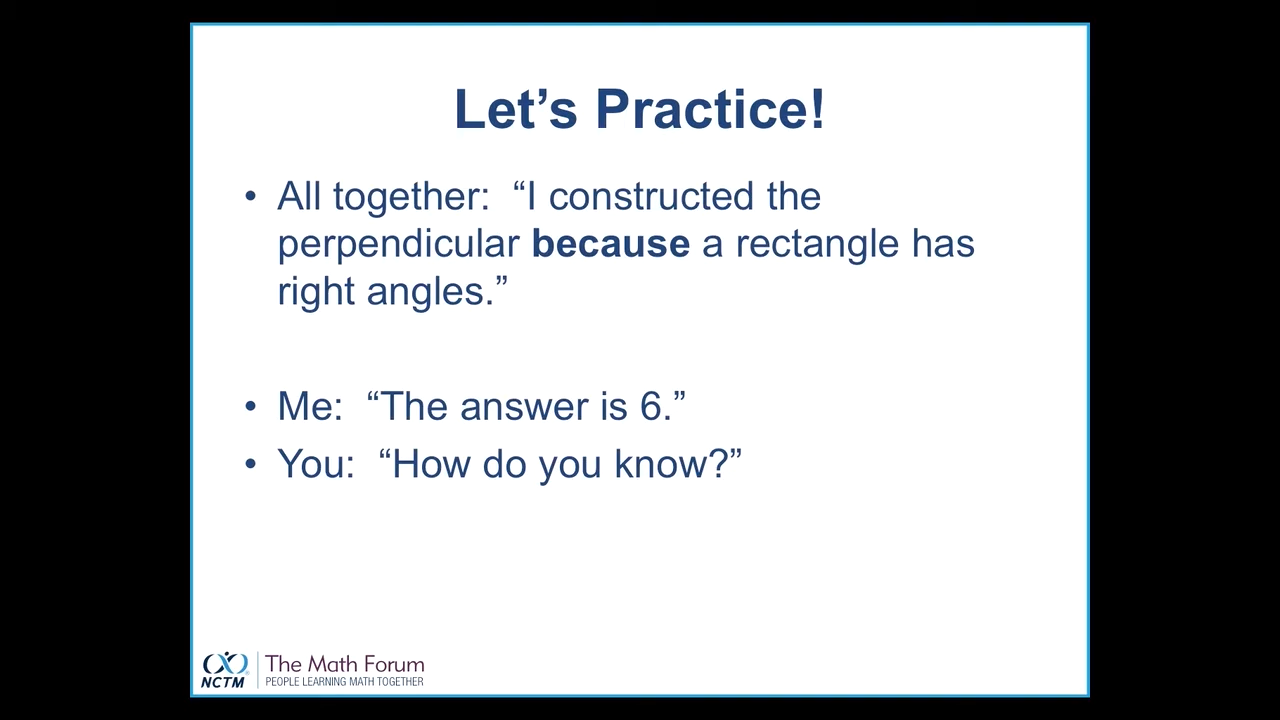 Let’s Practice!
• All together:  “I constructed the
perpendicular because a rectangle has
right angles.”
• Me:  “The answer is 6.”
• You:  “How do you know?”
NCTM
The Math Forum
PEOPLE LEARNING MATH TOGETHER